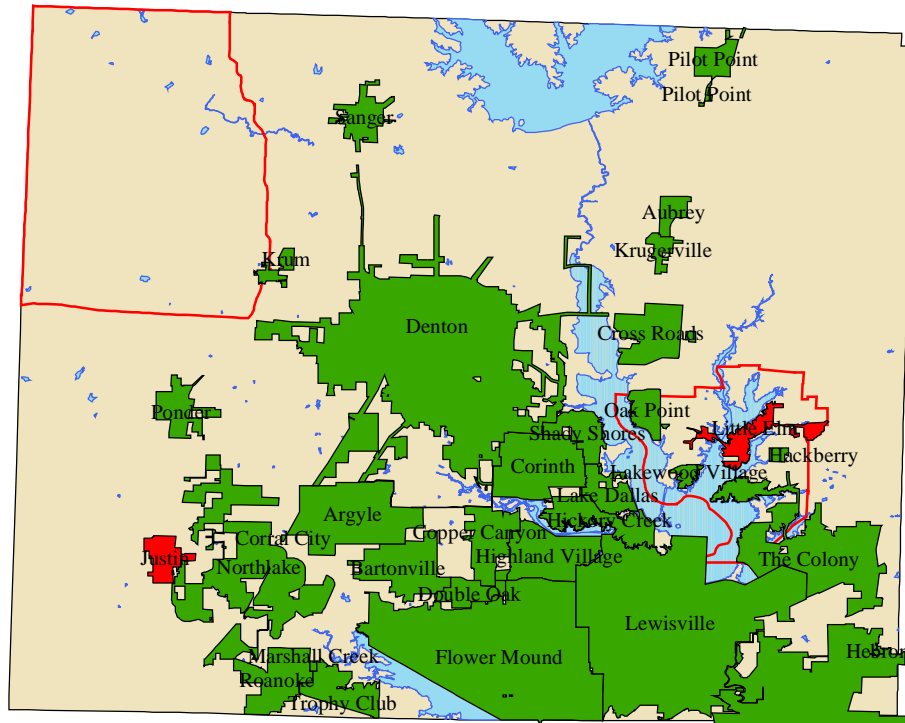 Pilot Point
Pilot Point
Sanger
Aubrey
Krugerville
Krum
Denton
Cross Roads
Ponder
Oak Point
Little Elm
Shady Shores
Hackberry
Corinth
Lakewood Village
Lake Dallas
Argyle
Hickory Creek
Copper Canyon
Corral City
Highland Village
The Colony
Justin
Northlake
Bartonville
Double Oak
Lewisville
Hebron
Marshall Creek
Flower Mound
Roanoke
Trophy Club